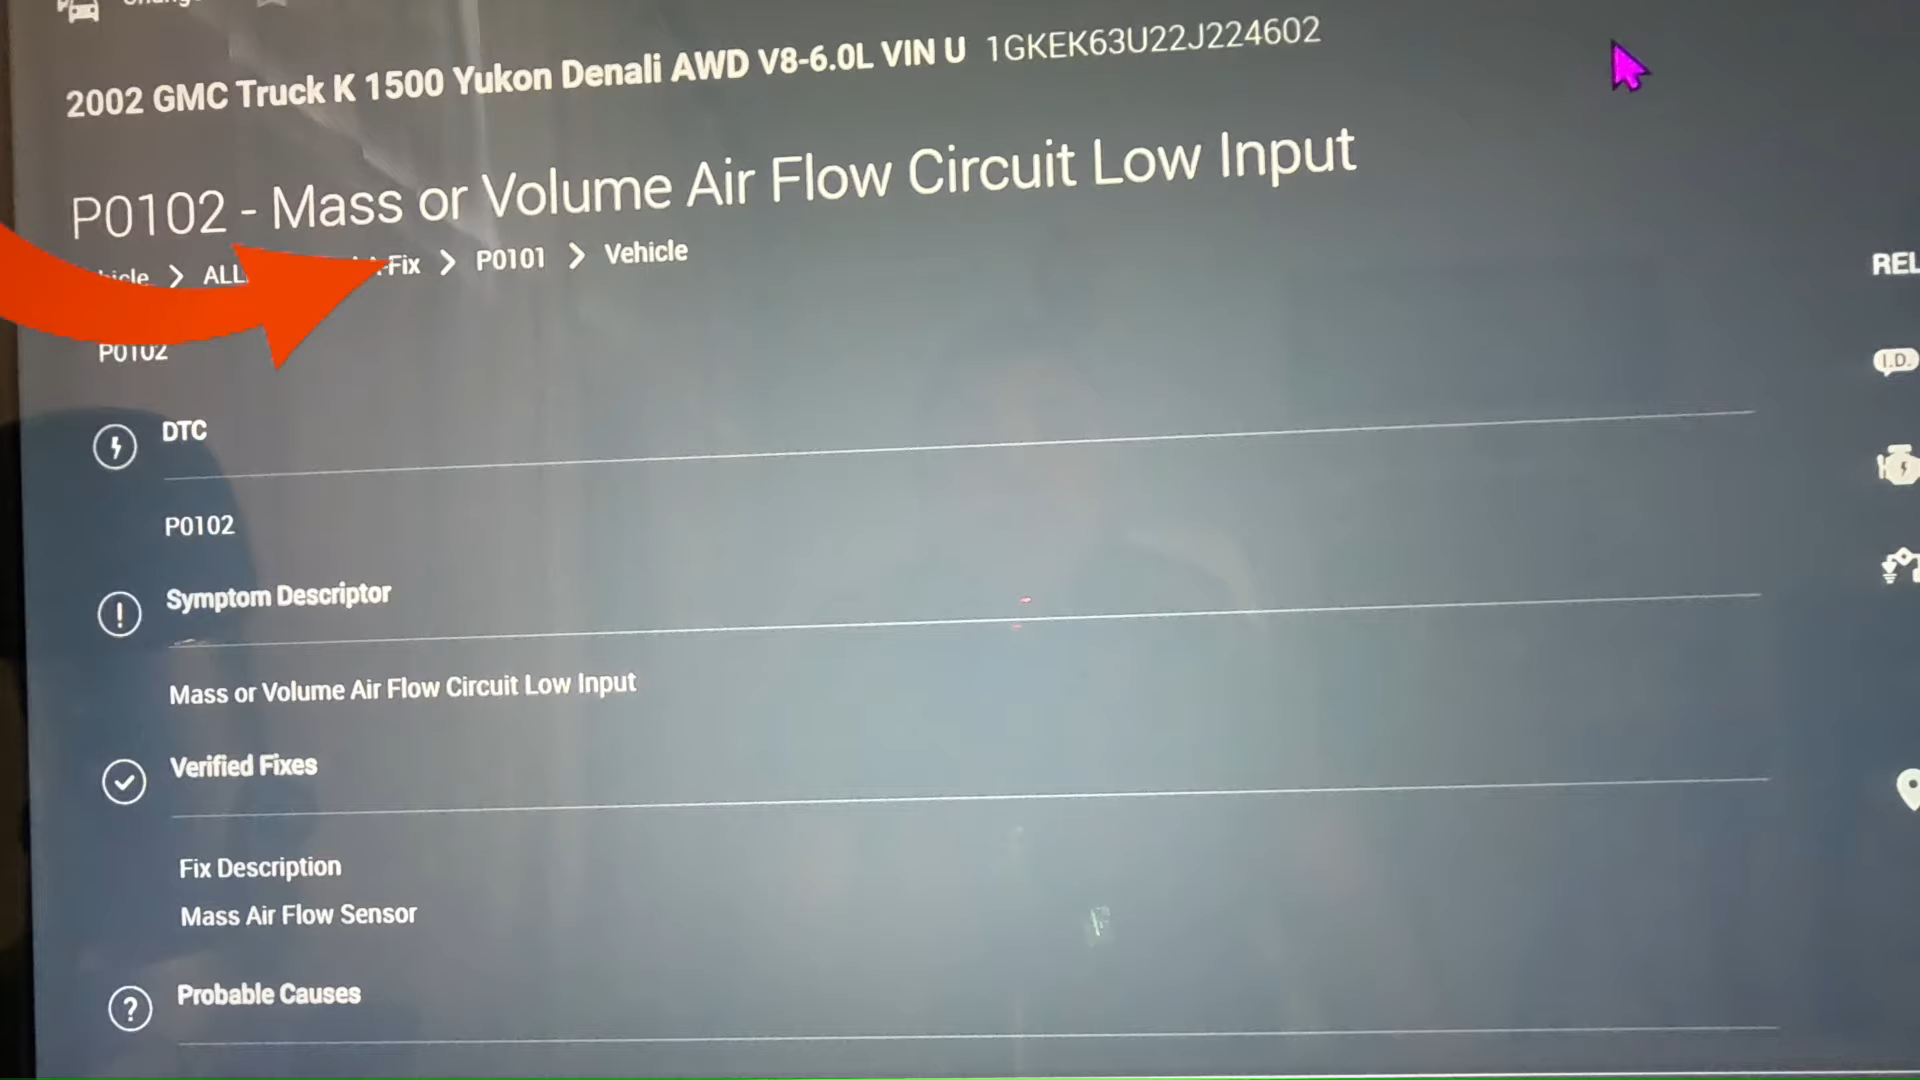 2002 GMC Truck K 1500 Yukon Denali AWD V8-6.0L VIN U 1GKEK63U22J224602
P0102 - Mass or Volume Air Flow Circuit Low Input
ALL Fix > P0101 > Vehicle
REL
P0102
I.D.
DTC
P0102
Symptom Descriptor
Mass or Volume Air Flow Circuit Low Input
Verified Fixes
Fix Description
Mass Air Flow Sensor
Probable Causes